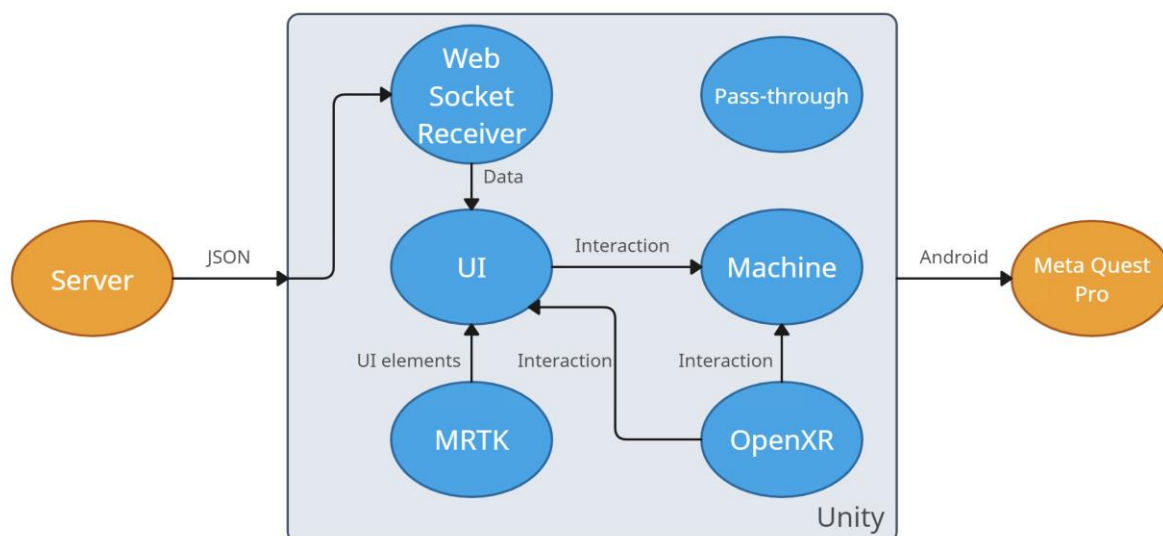 Web
Socket
Receiver
Pass-through
Data
Server
JSON
UI
Interaction
Machine
Android
Meta Quest
Pro
UI elements
Interaction
Interaction
MRTK
OpenXR
Unity